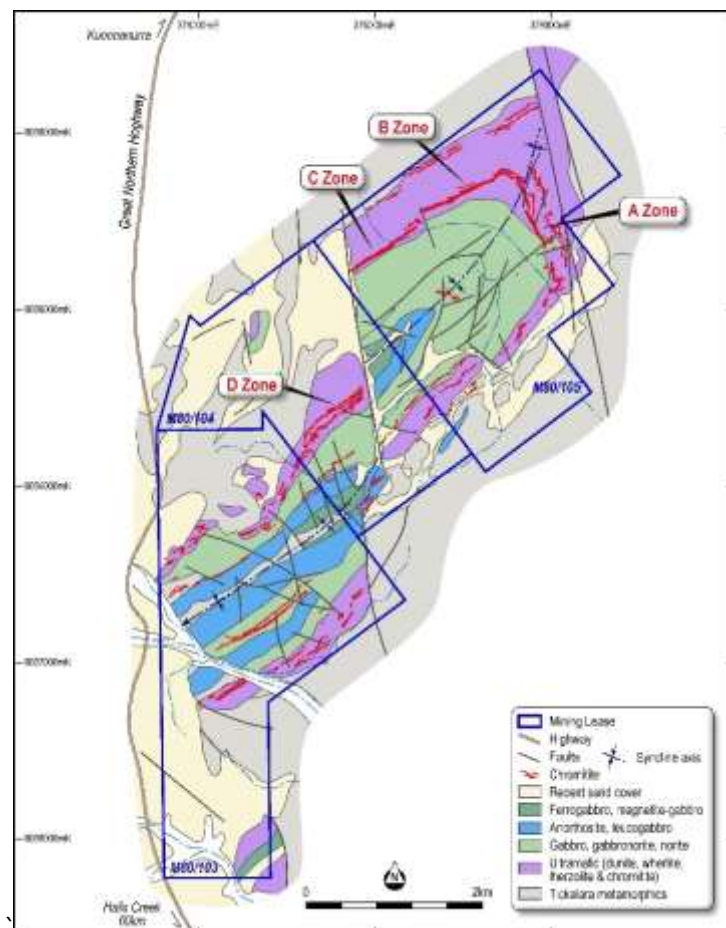 Kununurra
Great Northern Highway
B Zone
C Zone
A Zone
D Zone
M80/105
M80/104
M80/103
Halls Creek
60km
0
2km
Mining Lease
Highway
Faults
Syncline axis
Chromitite
Recent sand cover
Ferrogabbro, magnetite-gabbro
Anorthosite, leucogabbro
Gabbro, gabbronorite, norite
Ultramafic (dunite, wherlite,
lherzolite & chromitite)
Tickalara metamorphics